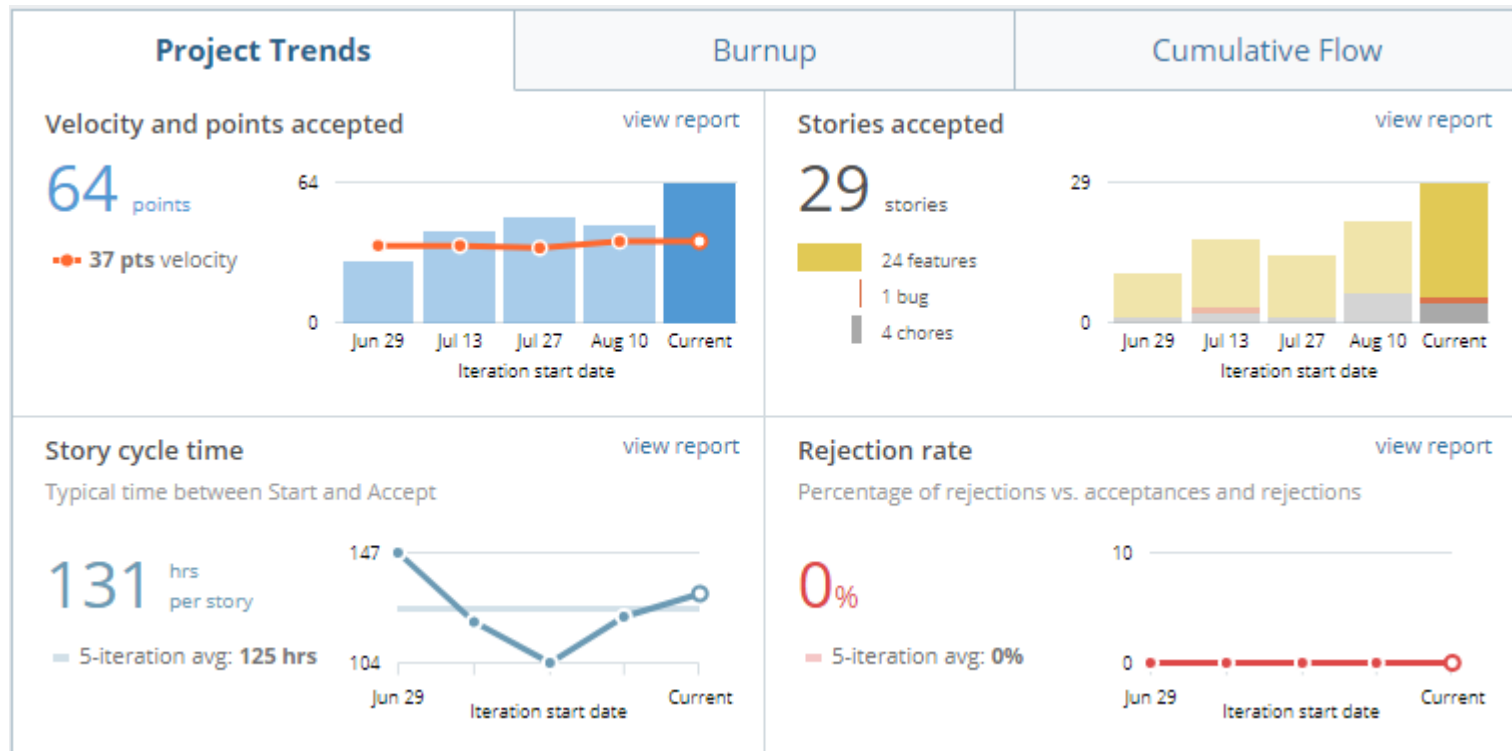 Project Trends
Burnup
Cumulative Flow
Velocity and points accepted
view report
64 points
37 pts velocity
64
0
Jun 29 Jul 13 Jul 27 Aug 10 Current
Iteration start date
Stories accepted
view report
29 stories
24 features
1 bug
4 chores
29
0
Jun 29 Jul 13 Jul 27 Aug 10 Current
Iteration start date
Story cycle time
view report
Typical time between Start and Accept
131 hrs
per story
5-iteration avg: 125 hrs
147
104
Jun 29 Current
Iteration start date
Rejection rate
view report
Percentage of rejections vs. acceptances and rejections
0%
5-iteration avg: 0%
10
0
Jun 29 Current
Iteration start date